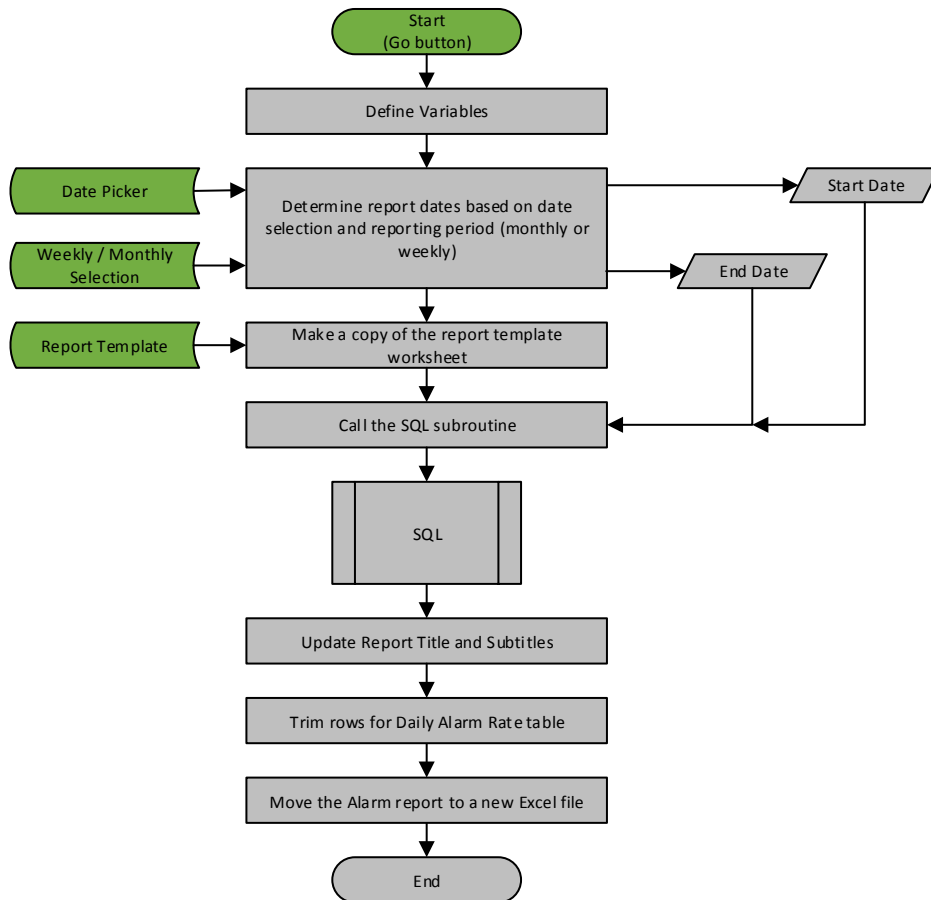 Start
(Go button)
Define Variables
Date Picker
Determine report dates based on date
selection and reporting period (monthly or
weekly)
Start Date
Weekly / Monthly
Selection
End Date
Report Template
Make a copy of the report template
worksheet
Call the SQL subroutine
SQL
Update Report Title and Subtitles
Trim rows for Daily Alarm Rate table
Move the Alarm report to a new Excel file
End